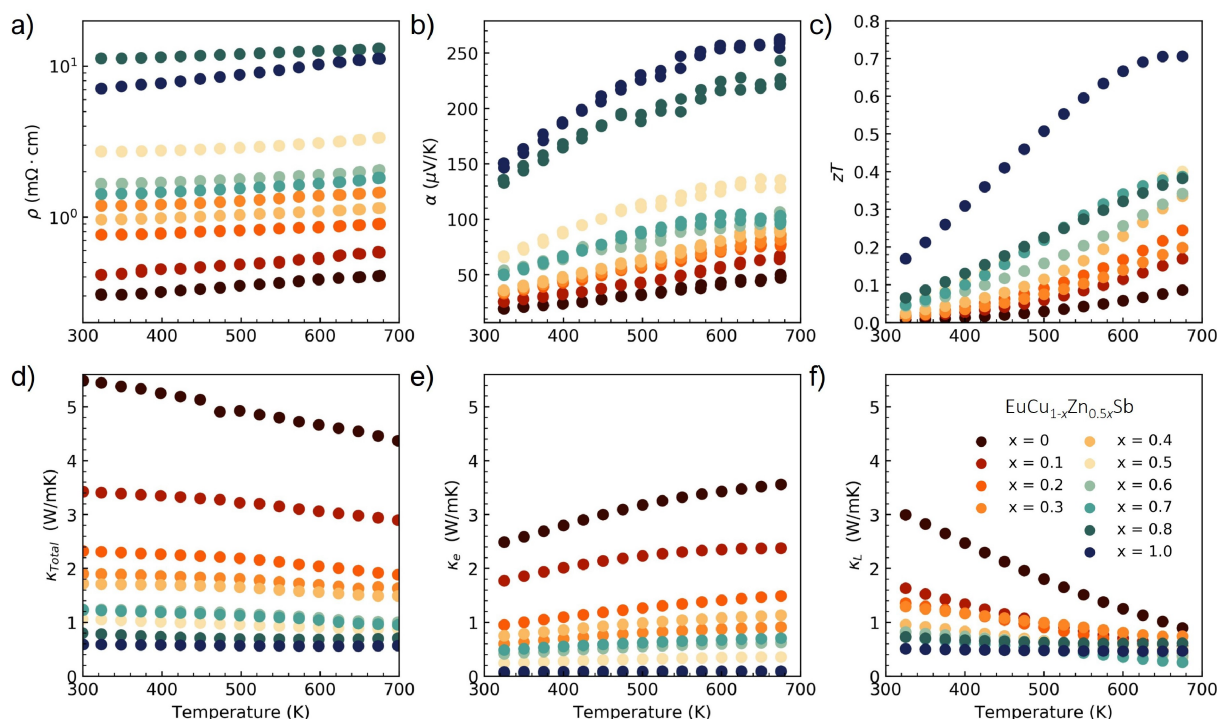 a)
ρ (mΩ · cm)
10¹
10⁰
300 400 500 600 700
b)
α (μV/K)
250
200
150
100
50
300 400 500 600 700
c)
zT
0.8
0.7
0.6
0.5
0.4
0.3
0.2
0.1
0.0
300 400 500 600 700
d)
κTotal (W/mK)
5
4
3
2
1
0
300 400 500 600 700
Temperature (K)
e)
κe (W/mK)
5
4
3
2
1
0
300 400 500 600 700
Temperature (K)
f)
κL (W/mK)
5
4
3
2
1
0
EuCu₁₋ₓZn₀.₅ₓSb
x = 0
x = 0.1
x = 0.2
x = 0.3
x = 0.4
x = 0.5
x = 0.6
x = 0.7
x = 0.8
x = 1.0
300 400 500 600 700
Temperature (K)